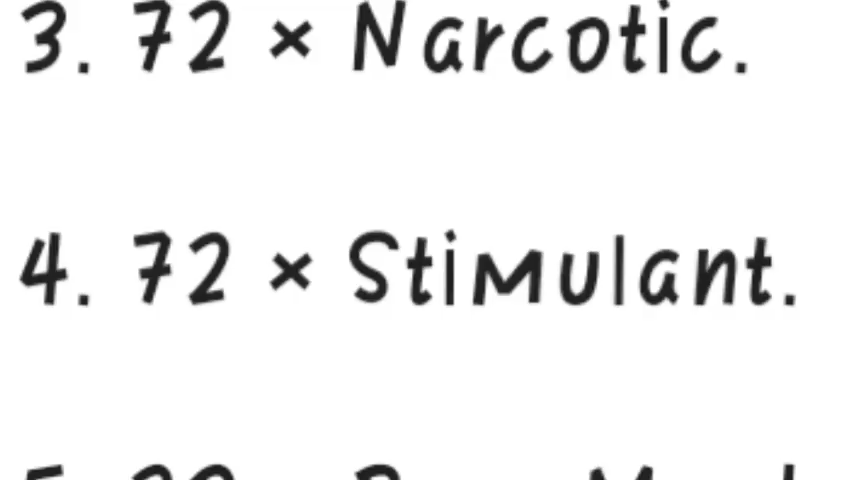 3. 72 × Narcotic.
4. 72 × Stimulant.